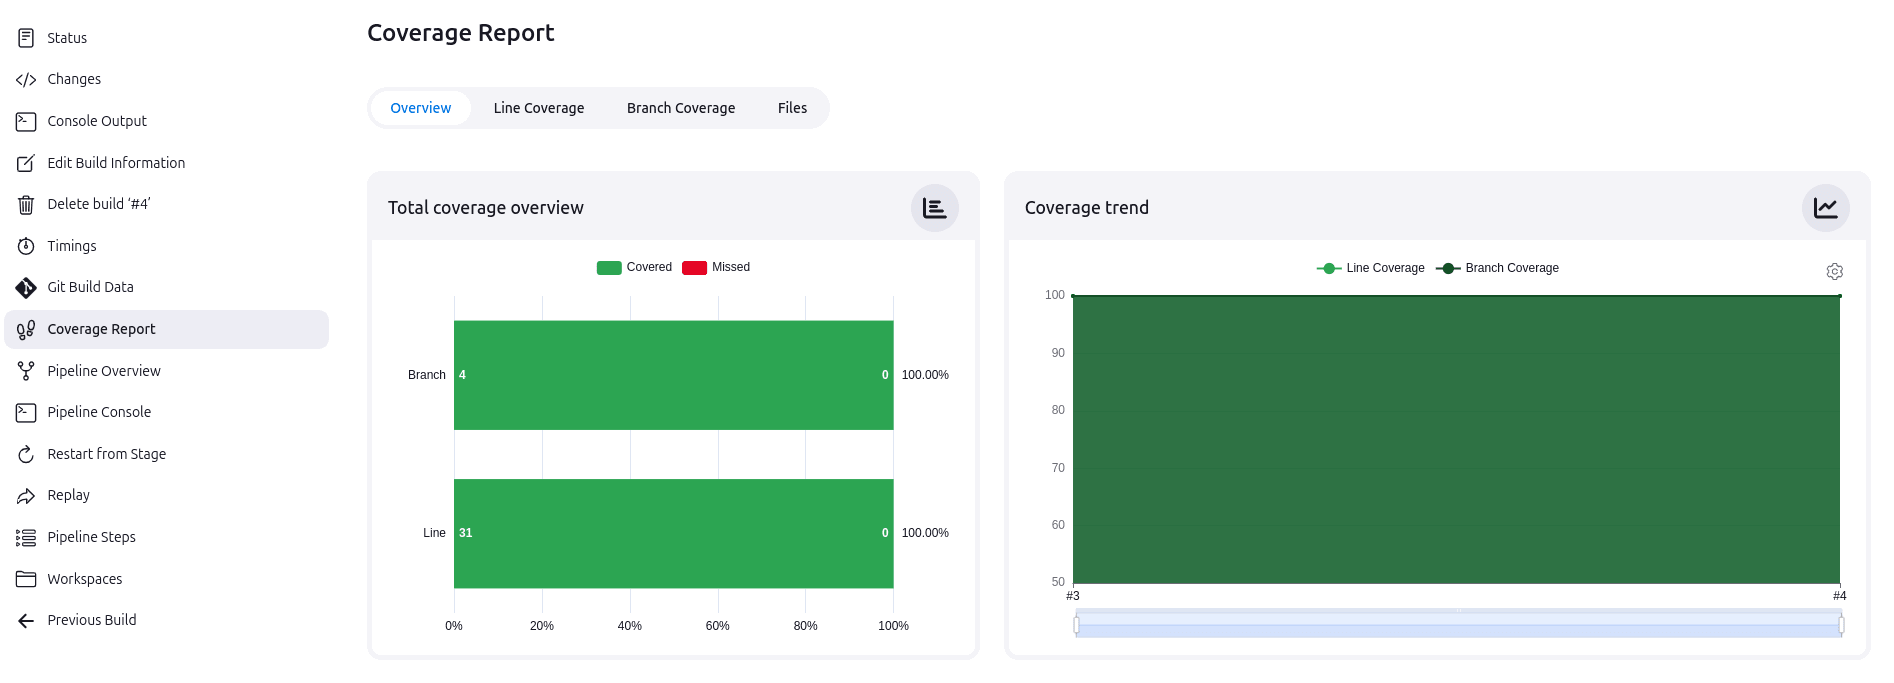 Status
Changes
Console Output
Edit Build Information
Delete build ‘#4’
Timings
Git Build Data
Coverage Report
Pipeline Overview
Pipeline Console
Restart from Stage
Replay
Pipeline Steps
Workspaces
Previous Build
Coverage Report
Overview Line Coverage Branch Coverage Files
Total coverage overview
Covered Missed
Branch 4 0 100.00%
Line 31 0 100.00%
0% 20% 40% 60% 80% 100%
Coverage trend
Line Coverage Branch Coverage
100
90
80
70
60
50
#3 #4